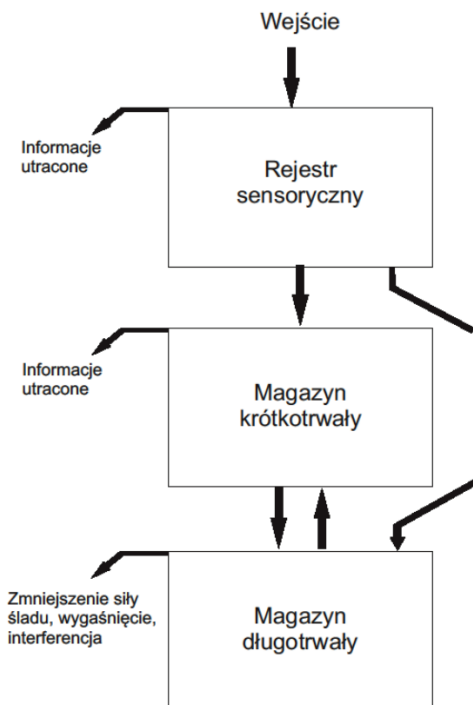 Wejście
Informacje
utracone
Rejestr
sensoryczny
Informacje
utracone
Magazyn
krótkotrwały
Zmniejszenie siły
śladu, wygaśnięcie,
interferencja
Magazyn
długotrwały